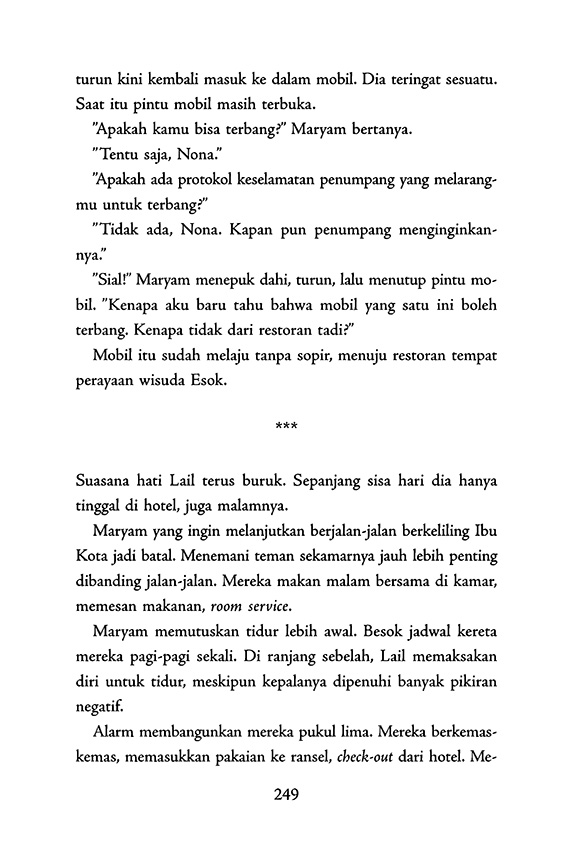 turun kini kembali masuk ke dalam mobil. Dia teringat sesuatu.
Saat itu pintu mobil masih terbuka.
"Apakah kamu bisa terbang?" Maryam bertanya.
"Tentu saja, Nona."
"Apakah ada protokol keselamatan penumpang yang melarang-
mu untuk terbang?"
"Tidak ada, Nona. Kapan pun penumpang menginginkan-
nya."
"Sial!" Maryam menepuk dahi, turun, lalu menutup pintu mo-
bil. "Kenapa aku baru tahu bahwa mobil yang satu ini boleh
terbang. Kenapa tidak dari restoran tadi?"
Mobil itu sudah melaju tanpa sopir, menuju restoran tempat
perayaan wisuda Esok.
***
Suasana hati Lail terus buruk. Sepanjang sisa hari dia hanya
tinggal di hotel, juga malamnya.
Maryam yang ingin melanjutkan berjalan-jalan berkeliling Ibu
Kota jadi batal. Menemani teman sekamarnya jauh lebih penting
dibanding jalan-jalan. Mereka makan malam bersama di kamar,
memesan makanan, room service.
Maryam memutuskan tidur lebih awal. Besok jadwal kereta
mereka pagi-pagi sekali. Di ranjang sebelah, Lail memaksakan
diri untuk tidur, meskipun kepalanya dipenuhi banyak pikiran
negatif.
Alarm membangunkan mereka pukul lima. Mereka berkemas-
kemas, memasukkan pakaian ke ransel, check-out dari hotel. Me-
249